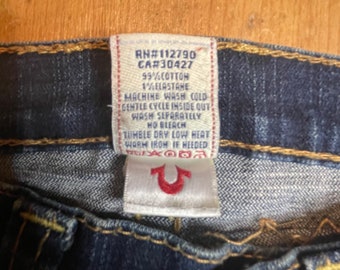 RN#112790
CA#30427
99% COTTON
1% ELASTANE
MACHINE WASH COLD
GENTLE CYCLE INSIDE OUT
WASH SEPARATELY
NO BLEACH
TUMBLE DRY LOW HEAT
WARM IRON IF NEEDED